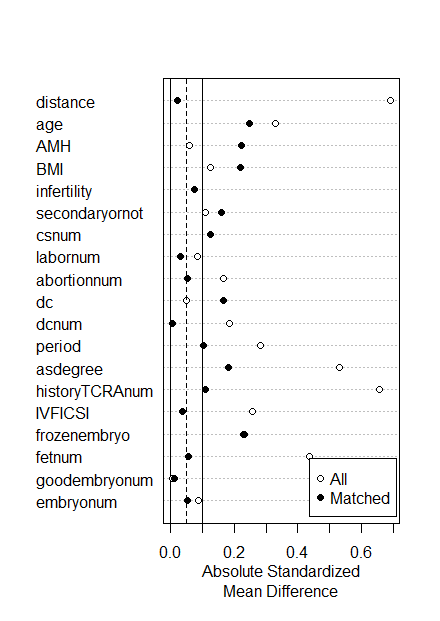 distance
age
AMH
BMI
infertility
secondaryornot
csnum
labornum
abortionnum
dc
dcnum
period
asdegree
historyTCRAnum
IVFICSI
frozenembryo
fetnum
goodembryonum
embryonum
All
Matched
0.0 0.2 0.4 0.6
Absolute Standardized
Mean Difference